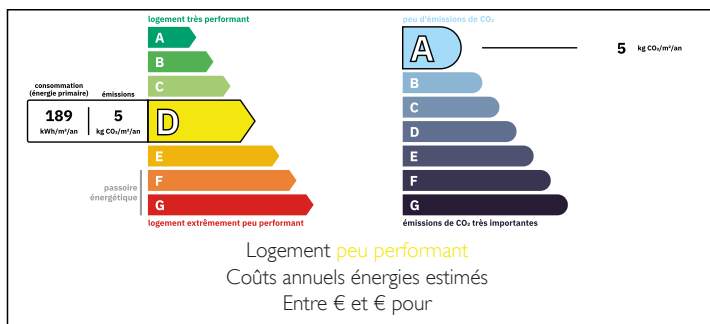 logement très performant
A
B
C
consommation
(énergie primaire)
émissions
189
kWh/m²/an
5
kg CO₂/m²/an
D
E
F
G
passoire
énergétique
logement extrêmement peu performant
peu d'émissions de CO₂
A
5 kg CO₂/m²/an
B
C
D
E
F
G
émissions de CO₂ très importantes
Logement peu performant
Coûts annuels énergies estimés
Entre € et € pour